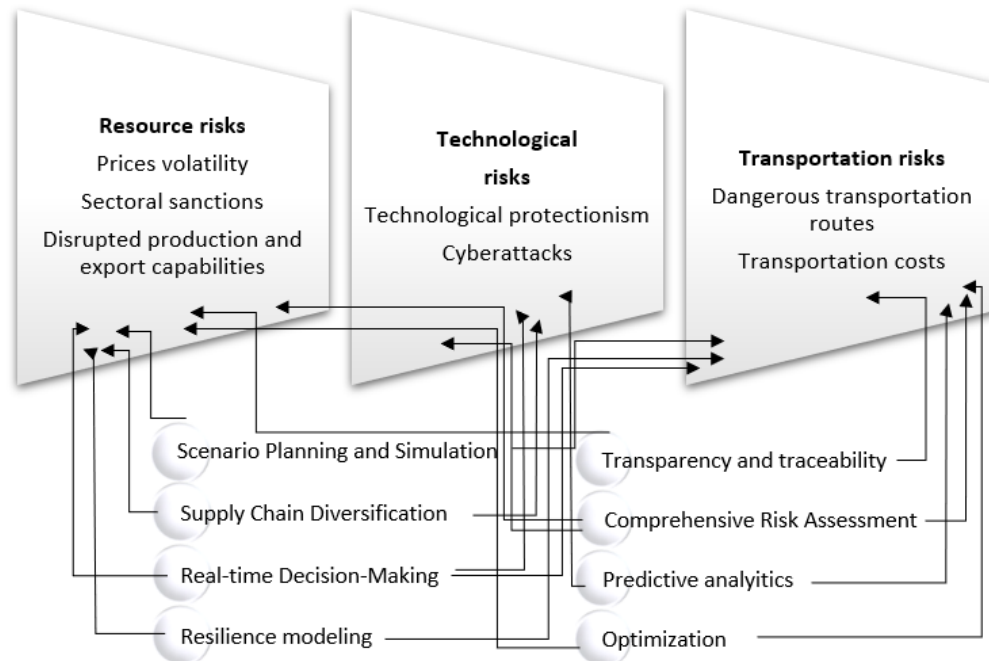 Resource risks
Prices volatility
Sectoral sanctions
Disrupted production and
export capabilities
Technological
risks
Technological protectionism
Cyberattacks
Transportation risks
Dangerous transportation
routes
Transportation costs
Scenario Planning and Simulation
Supply Chain Diversification
Real-time Decision-Making
Resilience modeling
Transparency and traceability
Comprehensive Risk Assessment
Predictive analyitics
Optimization